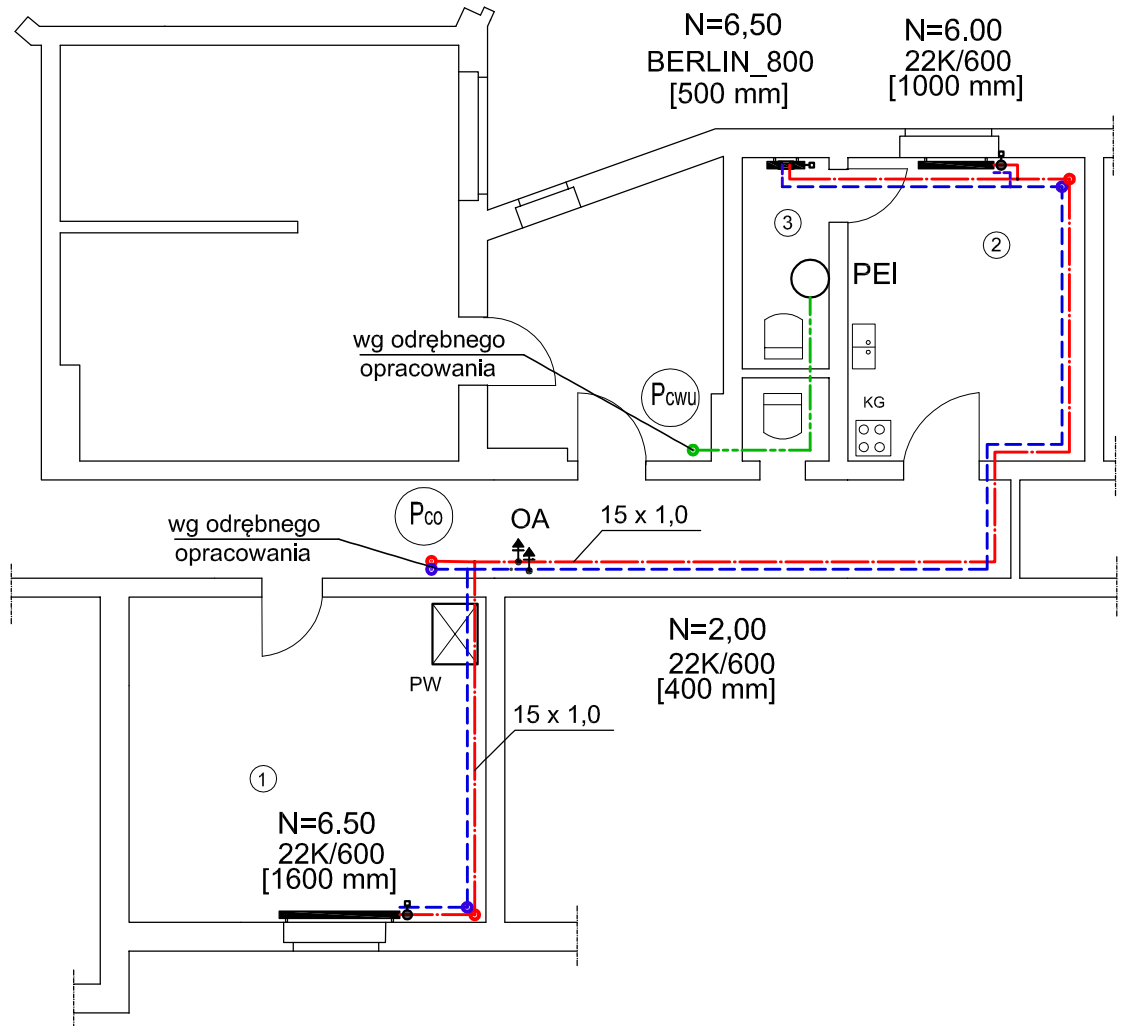 N=6,50
BERLIN_800
[500 mm]
N=6.00
22K/600
[1000 mm]
3
2
PEI
wg odrębnego
opracowania
Pcwu
KG
Pco
OA
15 x 1,0
wg odrębnego
opracowania
N=2,00
22K/600
[400 mm]
PW
15 x 1,0
1
N=6.50
22K/600
[1600 mm]